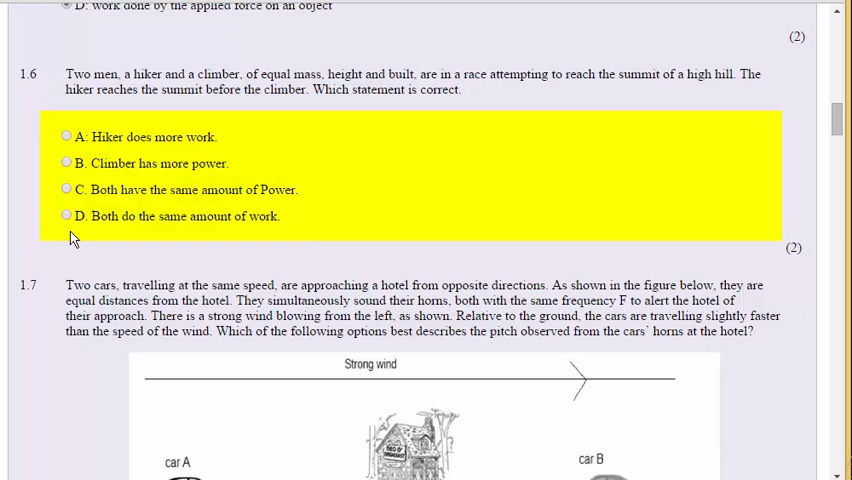 D: work done by the applied force on an object
(2)
1.6 Two men, a hiker and a climber, of equal mass, height and built, are in a race attempting to reach the summit of a high hill. The
hiker reaches the summit before the climber. Which statement is correct.
A: Hiker does more work.
B. Climber has more power.
C. Both have the same amount of Power.
D. Both do the same amount of work.
(2)
1.7 Two cars, travelling at the same speed, are approaching a hotel from opposite directions. As shown in the figure below, they are
equal distances from the hotel. They simultaneously sound their horns, both with the same frequency F to alert the hotel of
their approach. There is a strong wind blowing from the left, as shown. Relative to the ground, the cars are travelling slightly faster
than the speed of the wind. Which of the following options best describes the pitch observed from the cars' horns at the hotel?
Strong wind
car A
car B